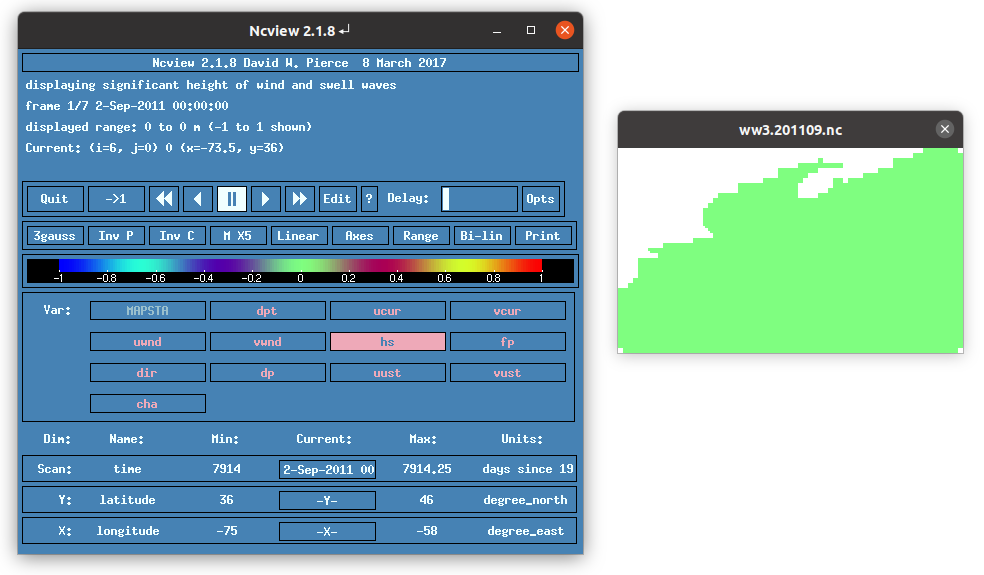 Ncview 2.1.8
Ncview 2.1.8 David W. Pierce 8 March 2017
displaying significant height of wind and swell waves
frame 1/7 2-Sep-2011 00:00:00
displayed range: 0 to 0 m (-1 to 1 shown)
Current: (i=6, j=0) 0 (x=-73.5, y=36)
Quit ->1 Edit ? Delay: Opts
3gauss Inv P Inv C M X5 Linear Axes Range Bi-lin Print
-1 -0.8 -0.6 -0.4 -0.2 0 0.2 0.4 0.6 0.8 1
Var: MAPSTA dpt ucur vcur
uwnd vwnd hs fp
dir dp uust vust
cha
Dim: Name: Min: Current: Max: Units:
Scan: time 7914 2-Sep-2011 00 7914.25 days since 19
Y: latitude 36 -Y- 46 degree_north
X: longitude -75 -X- -58 degree_east
ww3.201109.nc